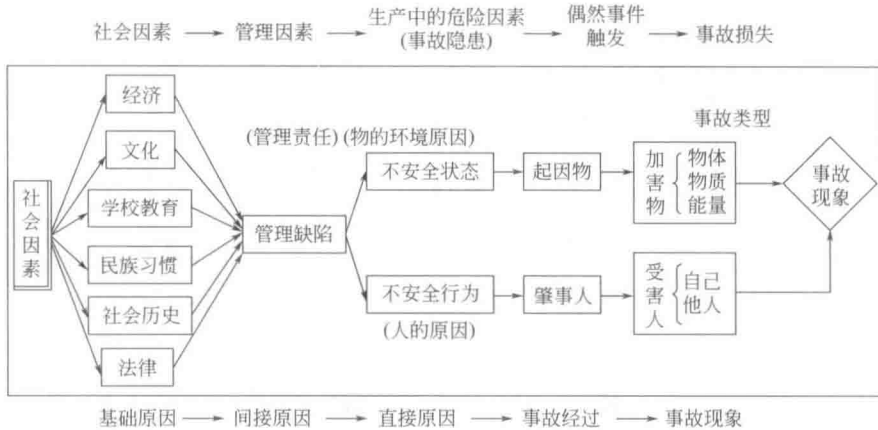 社会因素 → 管理因素 → 生产中的危险因素 (事故隐患) → 偶然事件触发 → 事故损失
社会因素
经济
文化
学校教育
民族习惯
社会历史
法律
管理缺陷
(管理责任) (物的环境原因)
不安全状态
起因物
事故类型
加害物
物体
物质
能量
不安全行为
(人的原因)
肇事人
受害人
自己
他人
事故现象
基础原因 → 间接原因 → 直接原因 → 事故经过 → 事故现象